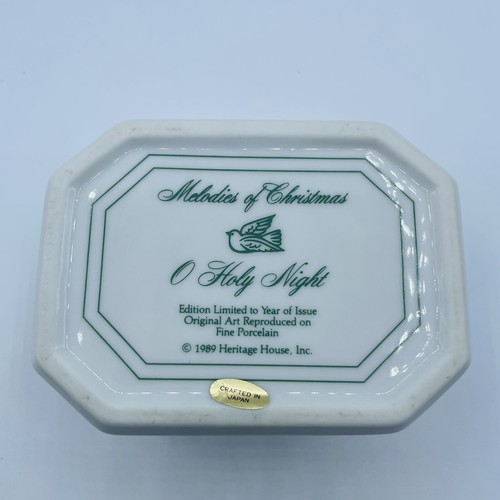 Melodies of Christmas
O Holy Night
Edition Limited to Year of Issue
Original Art Reproduced on
Fine Porcelain
© 1989 Heritage House, Inc.
CRAFTED IN
JAPAN